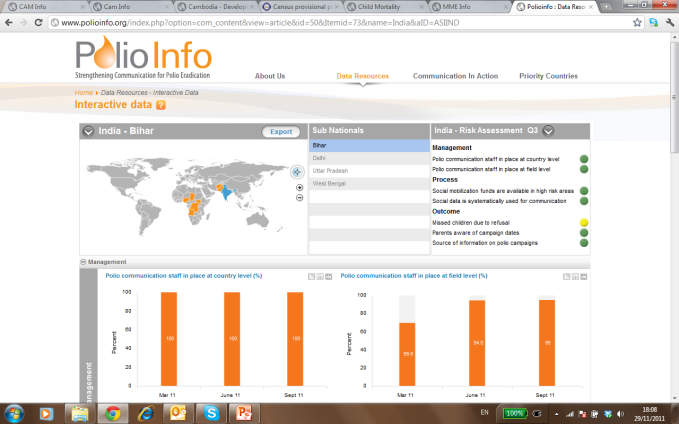 CAM Info
Cam Info
Cambodia - Develop
Census provisional p
Child Mortality
MME Info
Polioinfo : Data Reso
www.polioinfo.org/index.php?option=com_content&view=article&id=50&Itemid=73&name=India&aID=ASIIND
Polio Info
Strengthening Communication for Polio Eradication
About Us
Data Resources
Communication In Action
Priority Countries
Home
Data Resources - Interactive Data
Interactive data ?
India - Bihar
Export
Sub Nationals
Bihar
Delhi
Uttar Pradesh
West Bengal
India - Risk Assessment Q3
Management
Polio communication staff in place at country level
Polio communication staff in place at field level
Process
Social mobilization funds are available in high risk areas
Social data is systematically used for communication
Outcome
Missed children due to refusal
Parents aware of campaign dates
Source of information on polio campaigns
Management
Management
Polio communication staff in place at country level (%)
Percent
100
80
60
40
20
0
100
100
100
Mar 11
June 11
Sept 11
Polio communication staff in place at field level (%)
Percent
100
80
60
40
20
0
69.6
94.6
95
Mar 11
June 11
Sept 11
EN
100%
18:08
29/11/2011